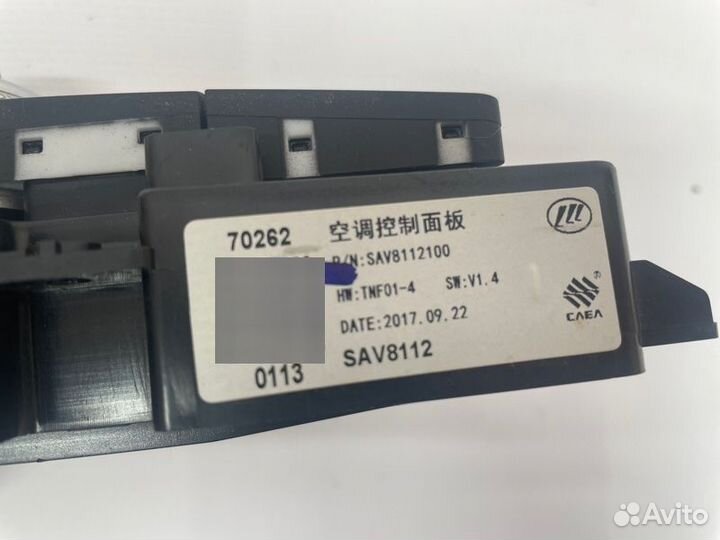 70262 空调控制面板
P/N:SAV8112100
HW:TNF01-4 SW:V1.4
DATE:2017.09.22
0113 SAV8112
CAEA ®
Avito